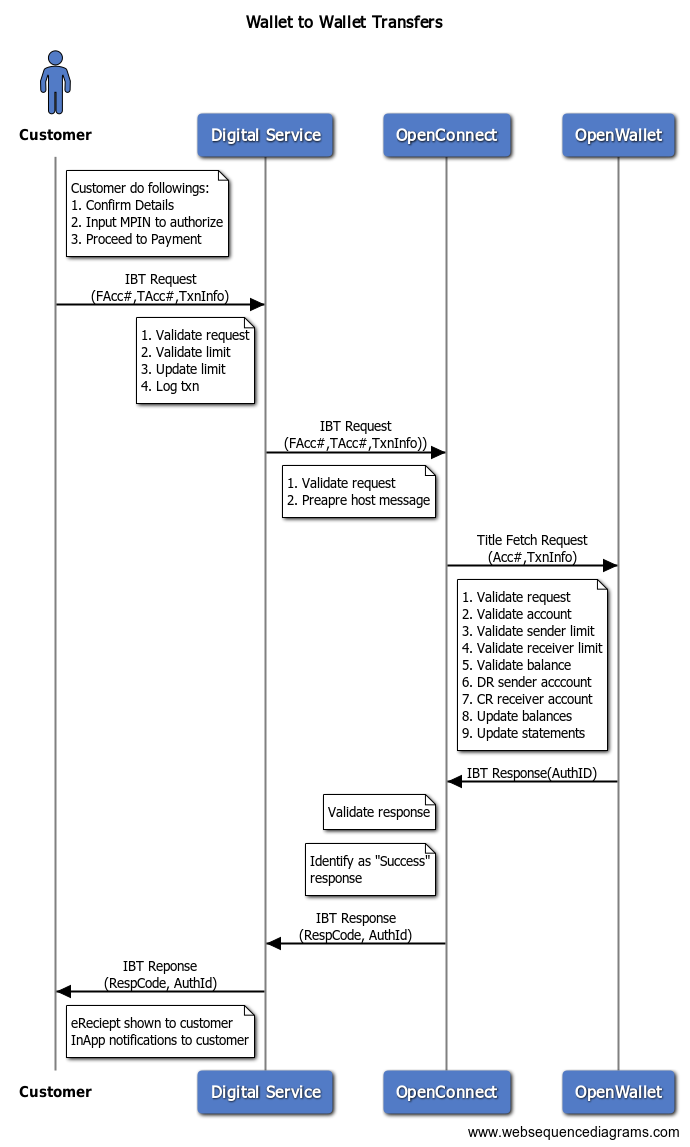 Wallet to Wallet Transfers
Customer
Digital Service
OpenConnect
OpenWallet
Customer do followings:
1. Confirm Details
2. Input MPIN to authorize
3. Proceed to Payment
IBT Request
(FAcc#,TAcc#,TxnInfo)
1. Validate request
2. Validate limit
3. Update limit
4. Log txn
IBT Request
(FAcc#,TAcc#,TxnInfo))
1. Validate request
2. Preapre host message
Title Fetch Request
(Acc#,TxnInfo)
1. Validate request
2. Validate account
3. Validate sender limit
4. Validate receiver limit
5. Validate balance
6. DR sender acccount
7. CR receiver account
8. Update balances
9. Update statements
IBT Response(AuthID)
Validate response
Identify as "Success"
response
IBT Response
(RespCode, AuthId)
IBT Reponse
(RespCode, AuthId)
eReciept shown to customer
InApp notifications to customer
Customer
Digital Service
OpenConnect
OpenWallet
www.websequencediagrams.com